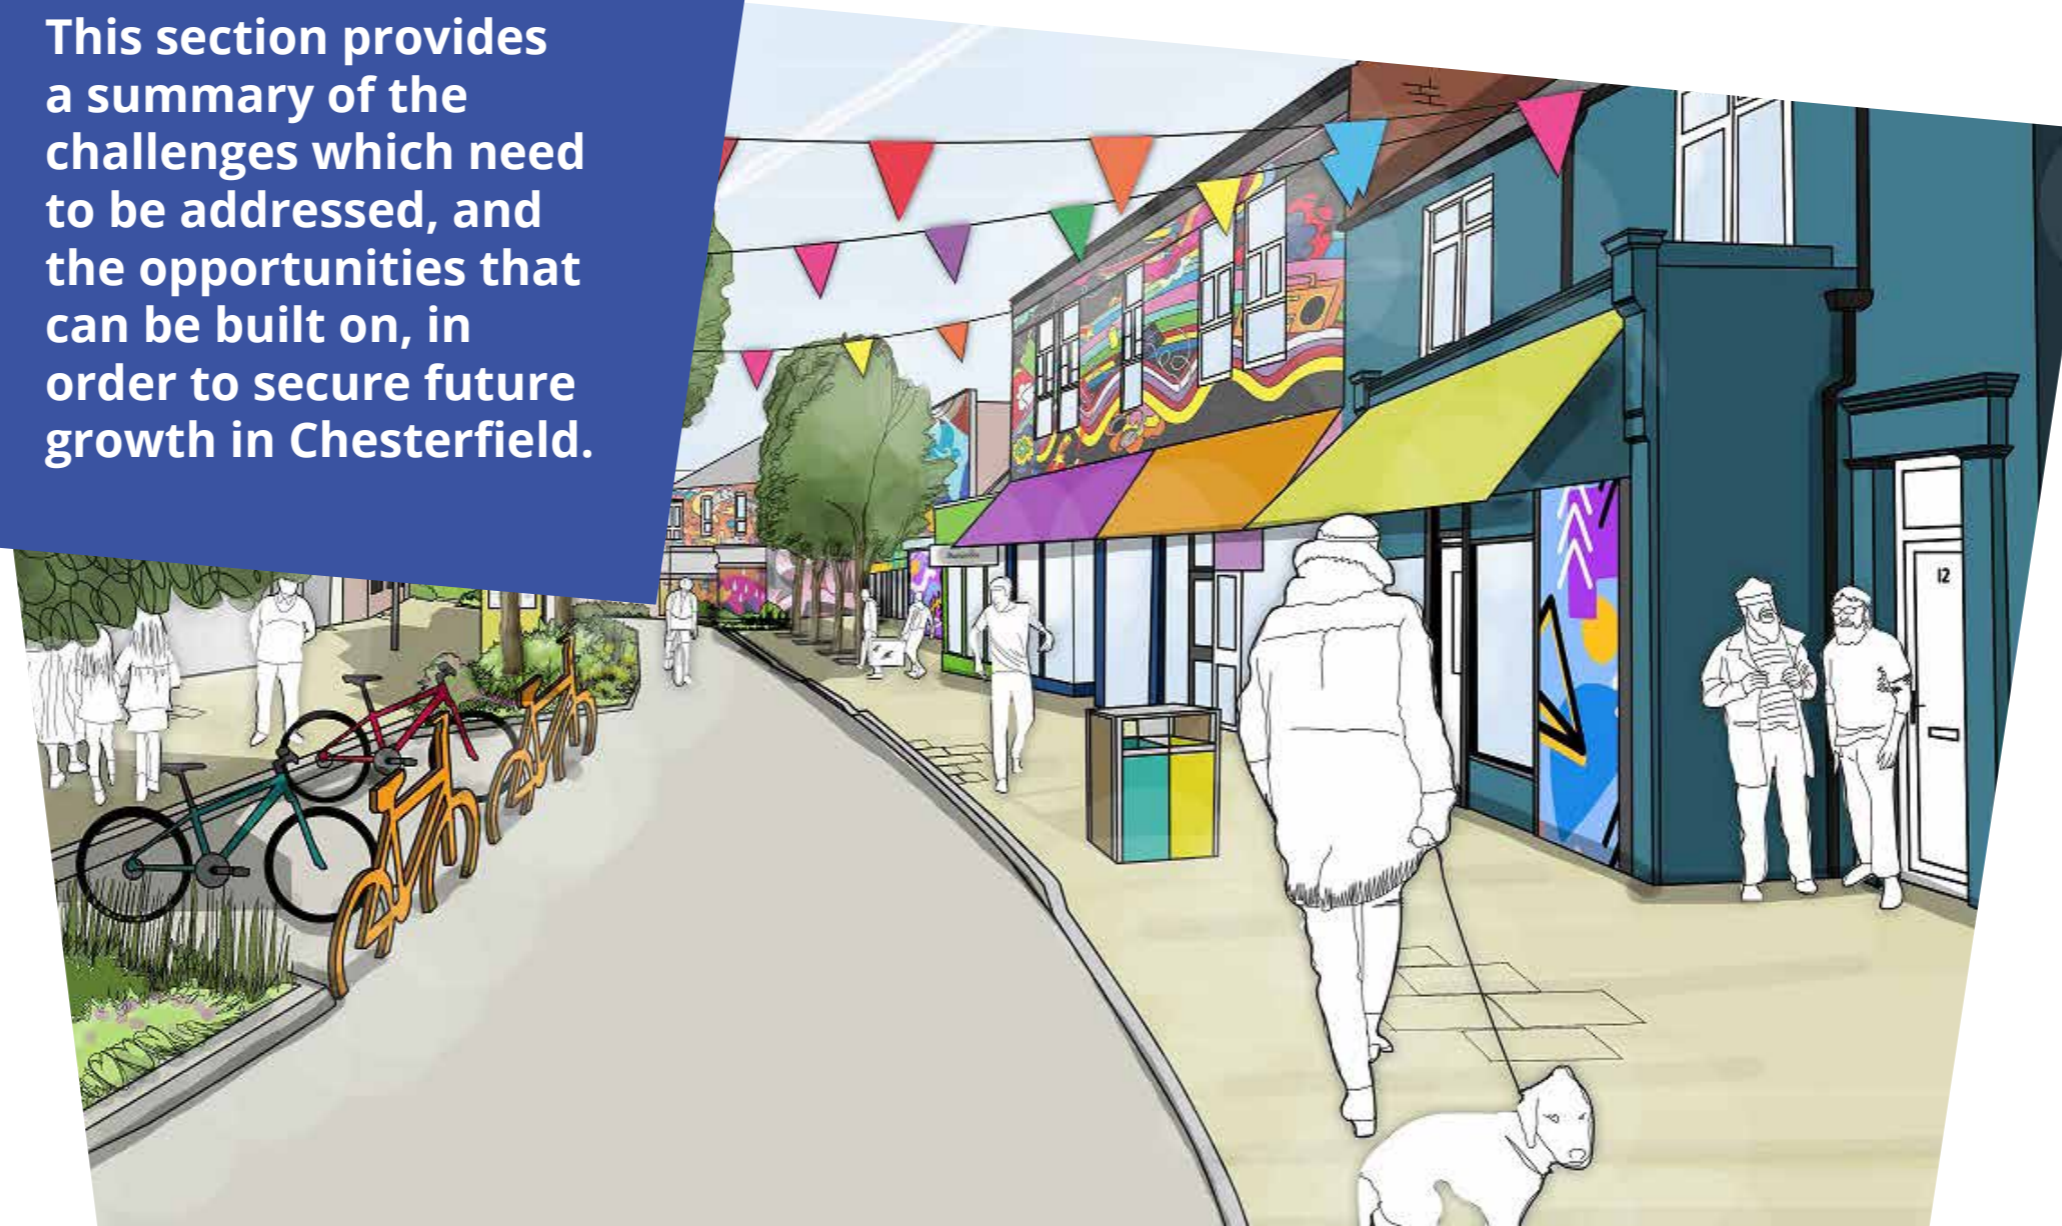 This section provides
a summary of the
challenges which need
to be addressed, and
the opportunities that
can be built on, in
order to secure future
growth in Chesterfield.
12